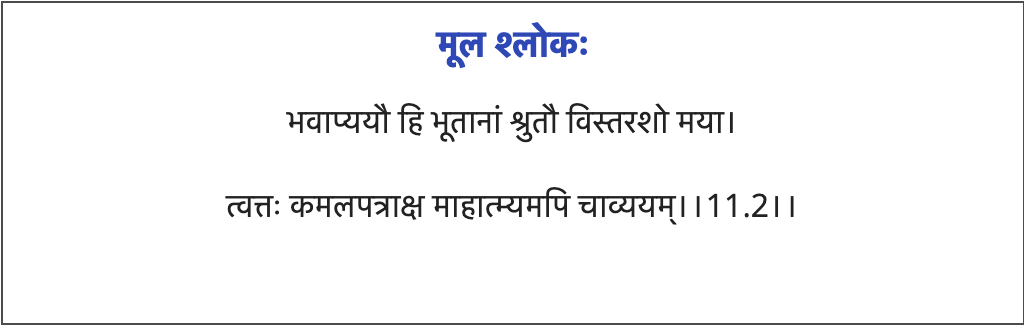 मूल श्लोकः
भवाप्ययौ हि भूतानां श्रुतौ विस्तरशो मया।
त्वत्तः कमलपत्राक्ष माहात्म्यमपि चाव्ययम्।।11.2।।